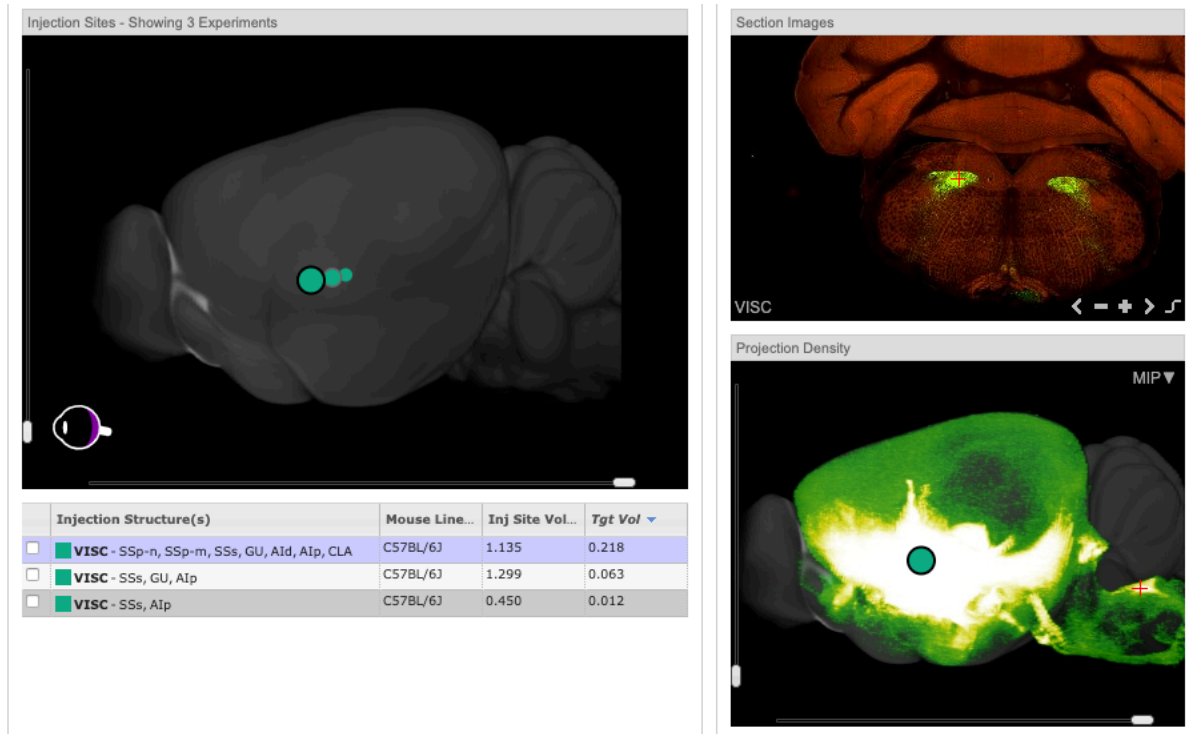 Injection Sites - Showing 3 Experiments
Injection Structure(s) Mouse Line... Inj Site Vol... Tgt Vol
VISC - SSp-n, SSp-m, SSs, GU, AId, AIp, CLA C57BL/6J 1.135 0.218
VISC - SSs, GU, AIp C57BL/6J 1.299 0.063
VISC - SSs, AIp C57BL/6J 0.450 0.012
Section Images
VISC
Projection Density
MIP▼